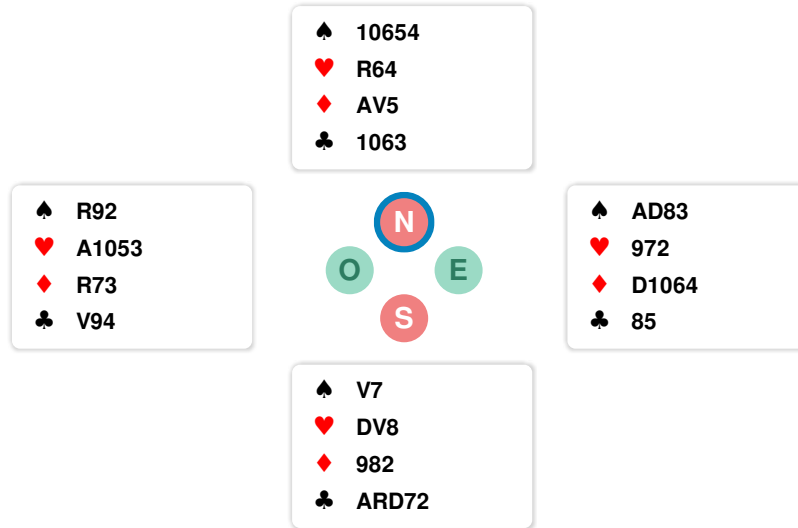 ♠ 10654
♥ R64
♦ AV5
♣ 1063
♠ R92
♥ A1053
♦ R73
♣ V94
N
O E
S
♠ AD83
♥ 972
♦ D1064
♣ 85
♠ V7
♥ DV8
♦ 982
♣ ARD72